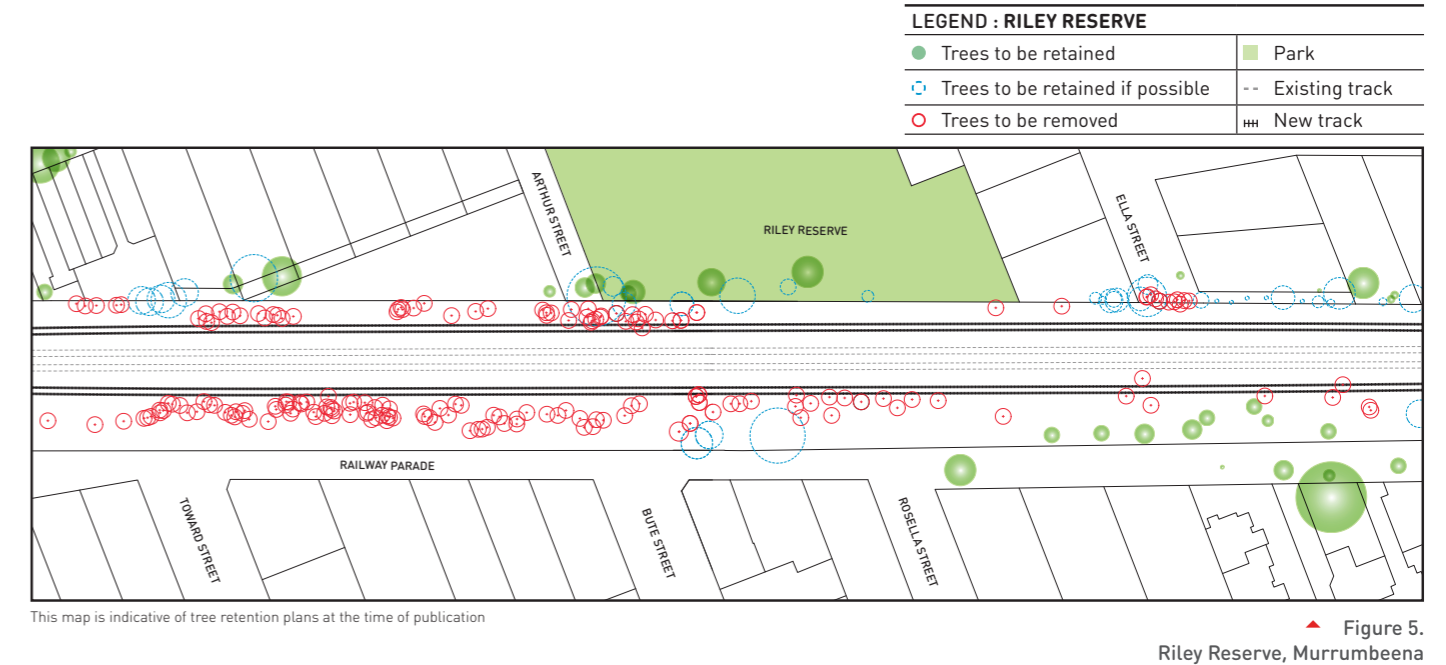 LEGEND : RILEY RESERVE
Trees to be retained
Park
Trees to be retained if possible
Existing track
Trees to be removed
New track
ARTHUR STREET
RILEY RESERVE
ELLA STREET
RAILWAY PARADE
TOWARD STREET
BUTE STREET
ROSELLA STREET
This map is indicative of tree retention plans at the time of publication
Figure 5.
Riley Reserve, Murrumbeena